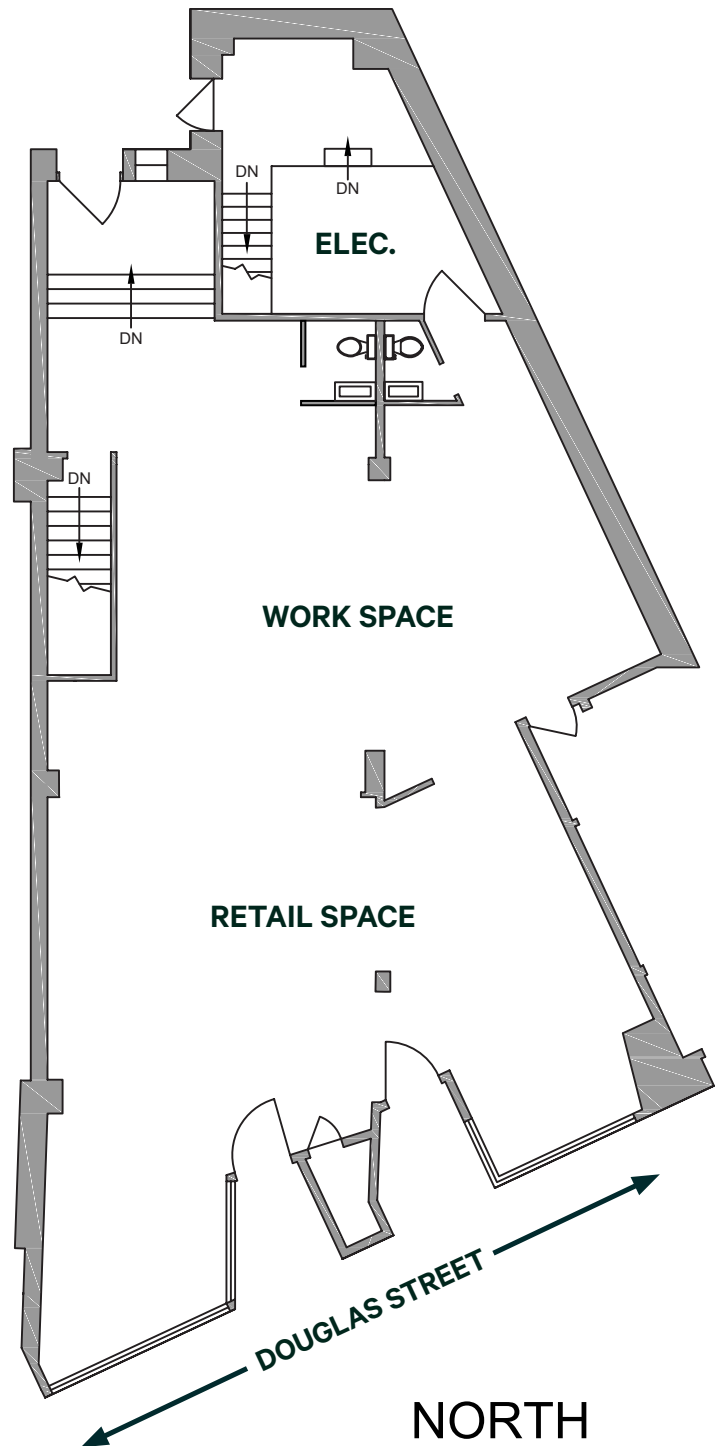 DN
DN
ELEC.
DN
DN
WORK SPACE
RETAIL SPACE
DOUGLAS STREET
NORTH